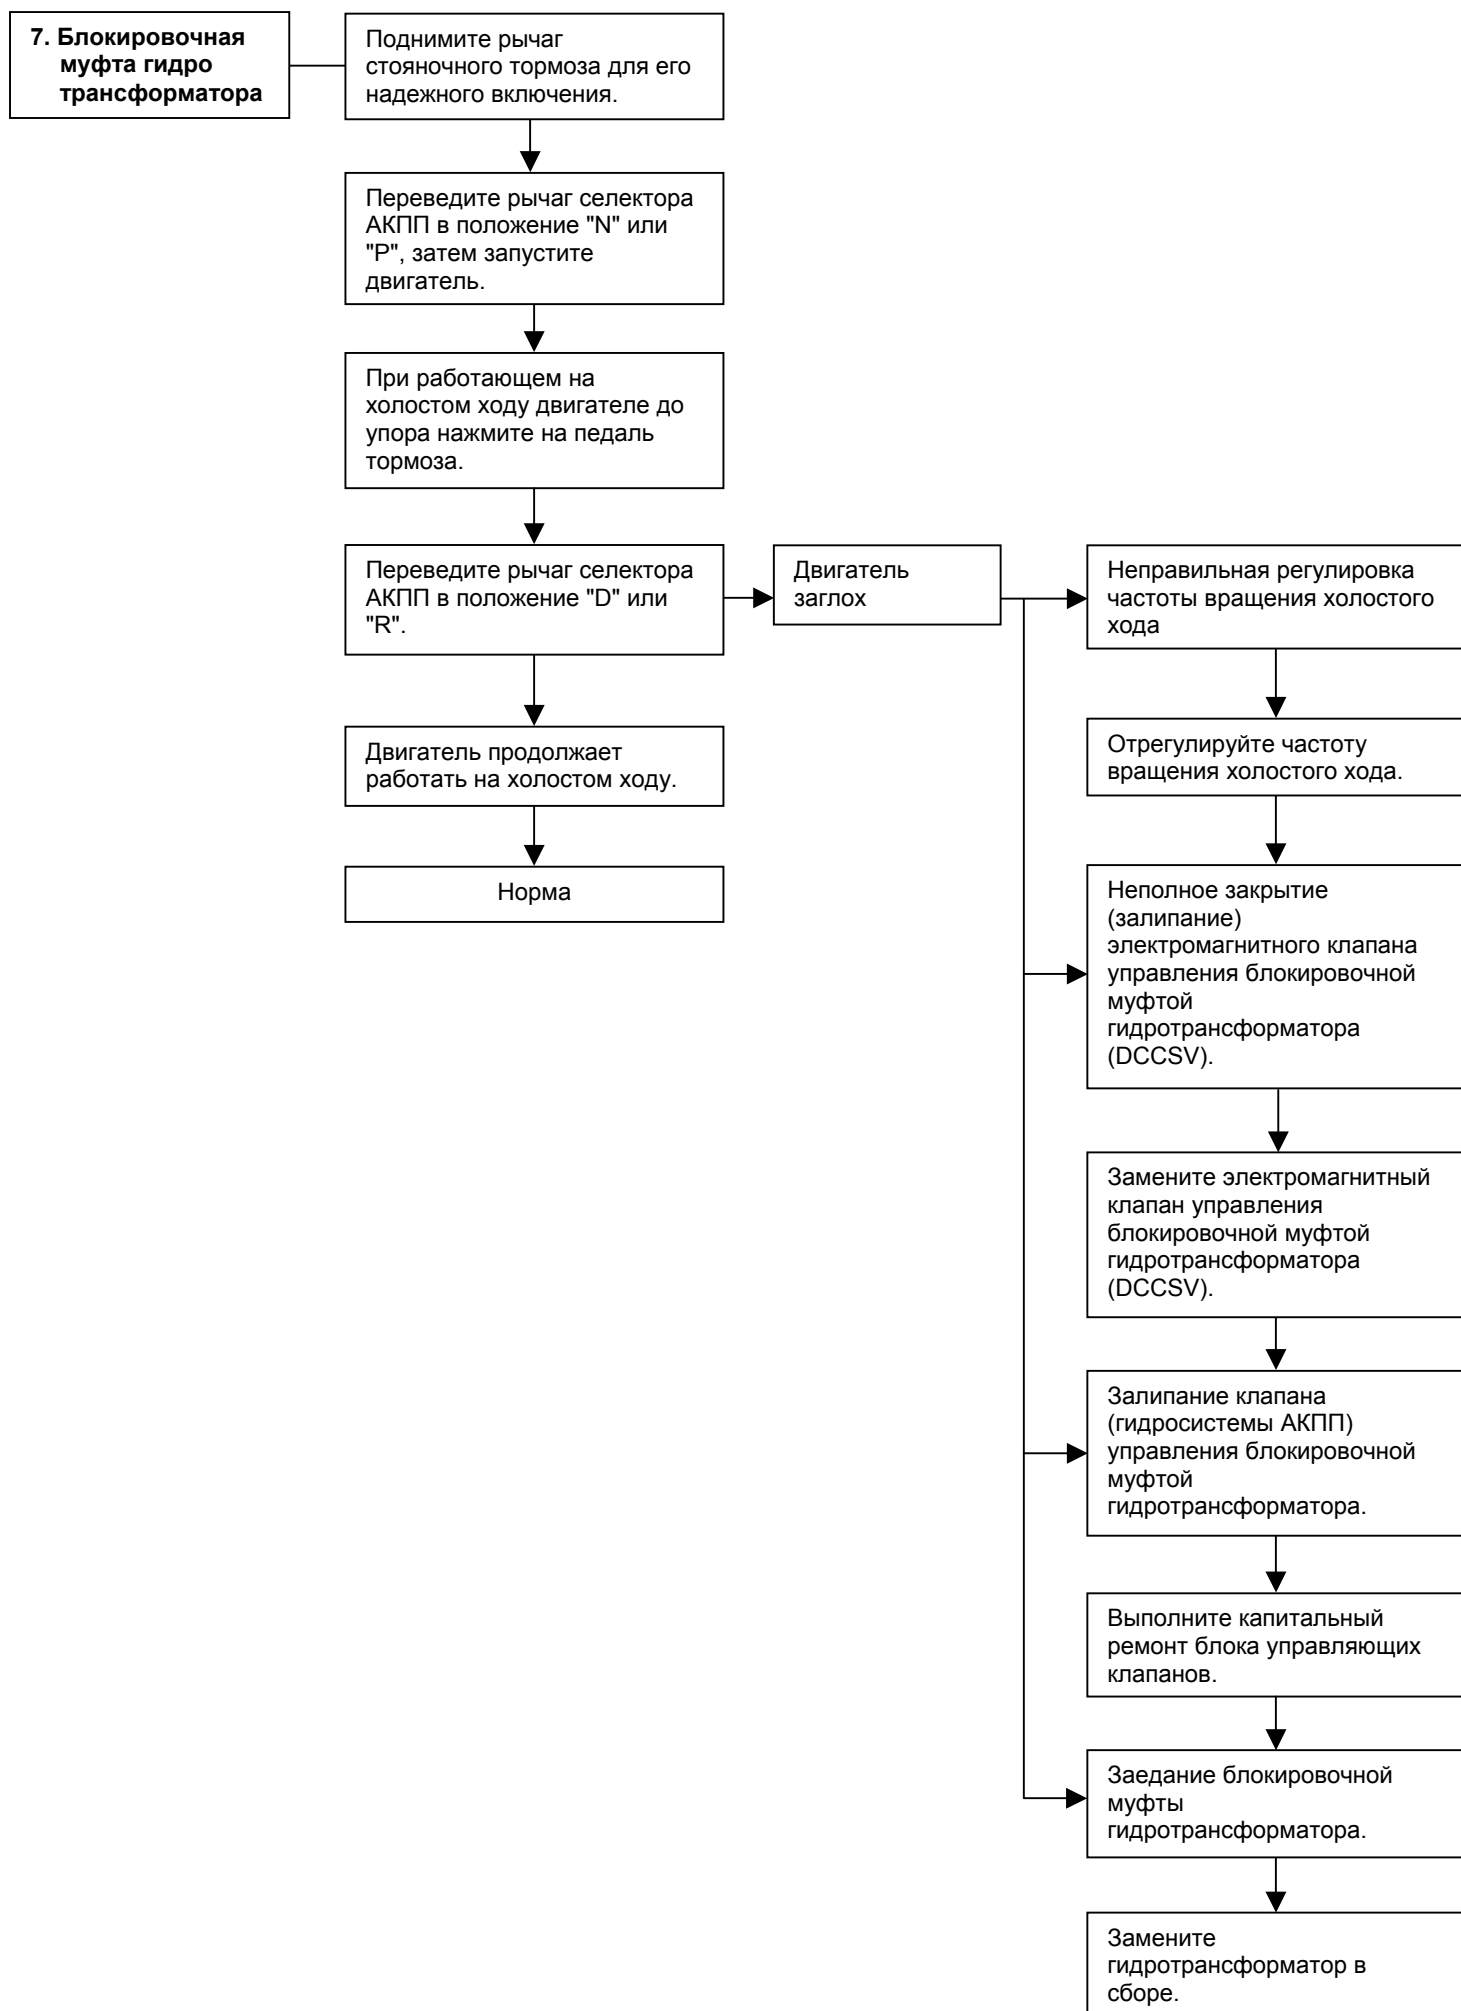 7. Блокировочная
муфта гидро
трансформатора
Поднимите рычаг
стояночного тормоза для его
надежного включения.
Переведите рычаг селектора
АКПП в положение "N" или
"P", затем запустите
двигатель.
При работающем на
холостом ходу двигателе до
упора нажмите на педаль
тормоза.
Переведите рычаг селектора
АКПП в положение "D" или
"R".
Двигатель продолжает
работать на холостом ходу.
Норма
Двигатель
заглох
Неправильная регулировка
частоты вращения холостого
хода
Отрегулируйте частоту
вращения холостого хода.
Неполное закрытие
(залипание)
электромагнитного клапана
управления блокировочной
муфтой
гидротрансформатора
(DCCSV).
Замените электромагнитный
клапан управления
блокировочной муфтой
гидротрансформатора
(DCCSV).
Залипание клапана
(гидросистемы АКПП)
управления блокировочной
муфтой
гидротрансформатора.
Выполните капитальный
ремонт блока управляющих
клапанов.
Заедание блокировочной
муфты
гидротрансформатора.
Замените
гидротрансформатор в
сборе.